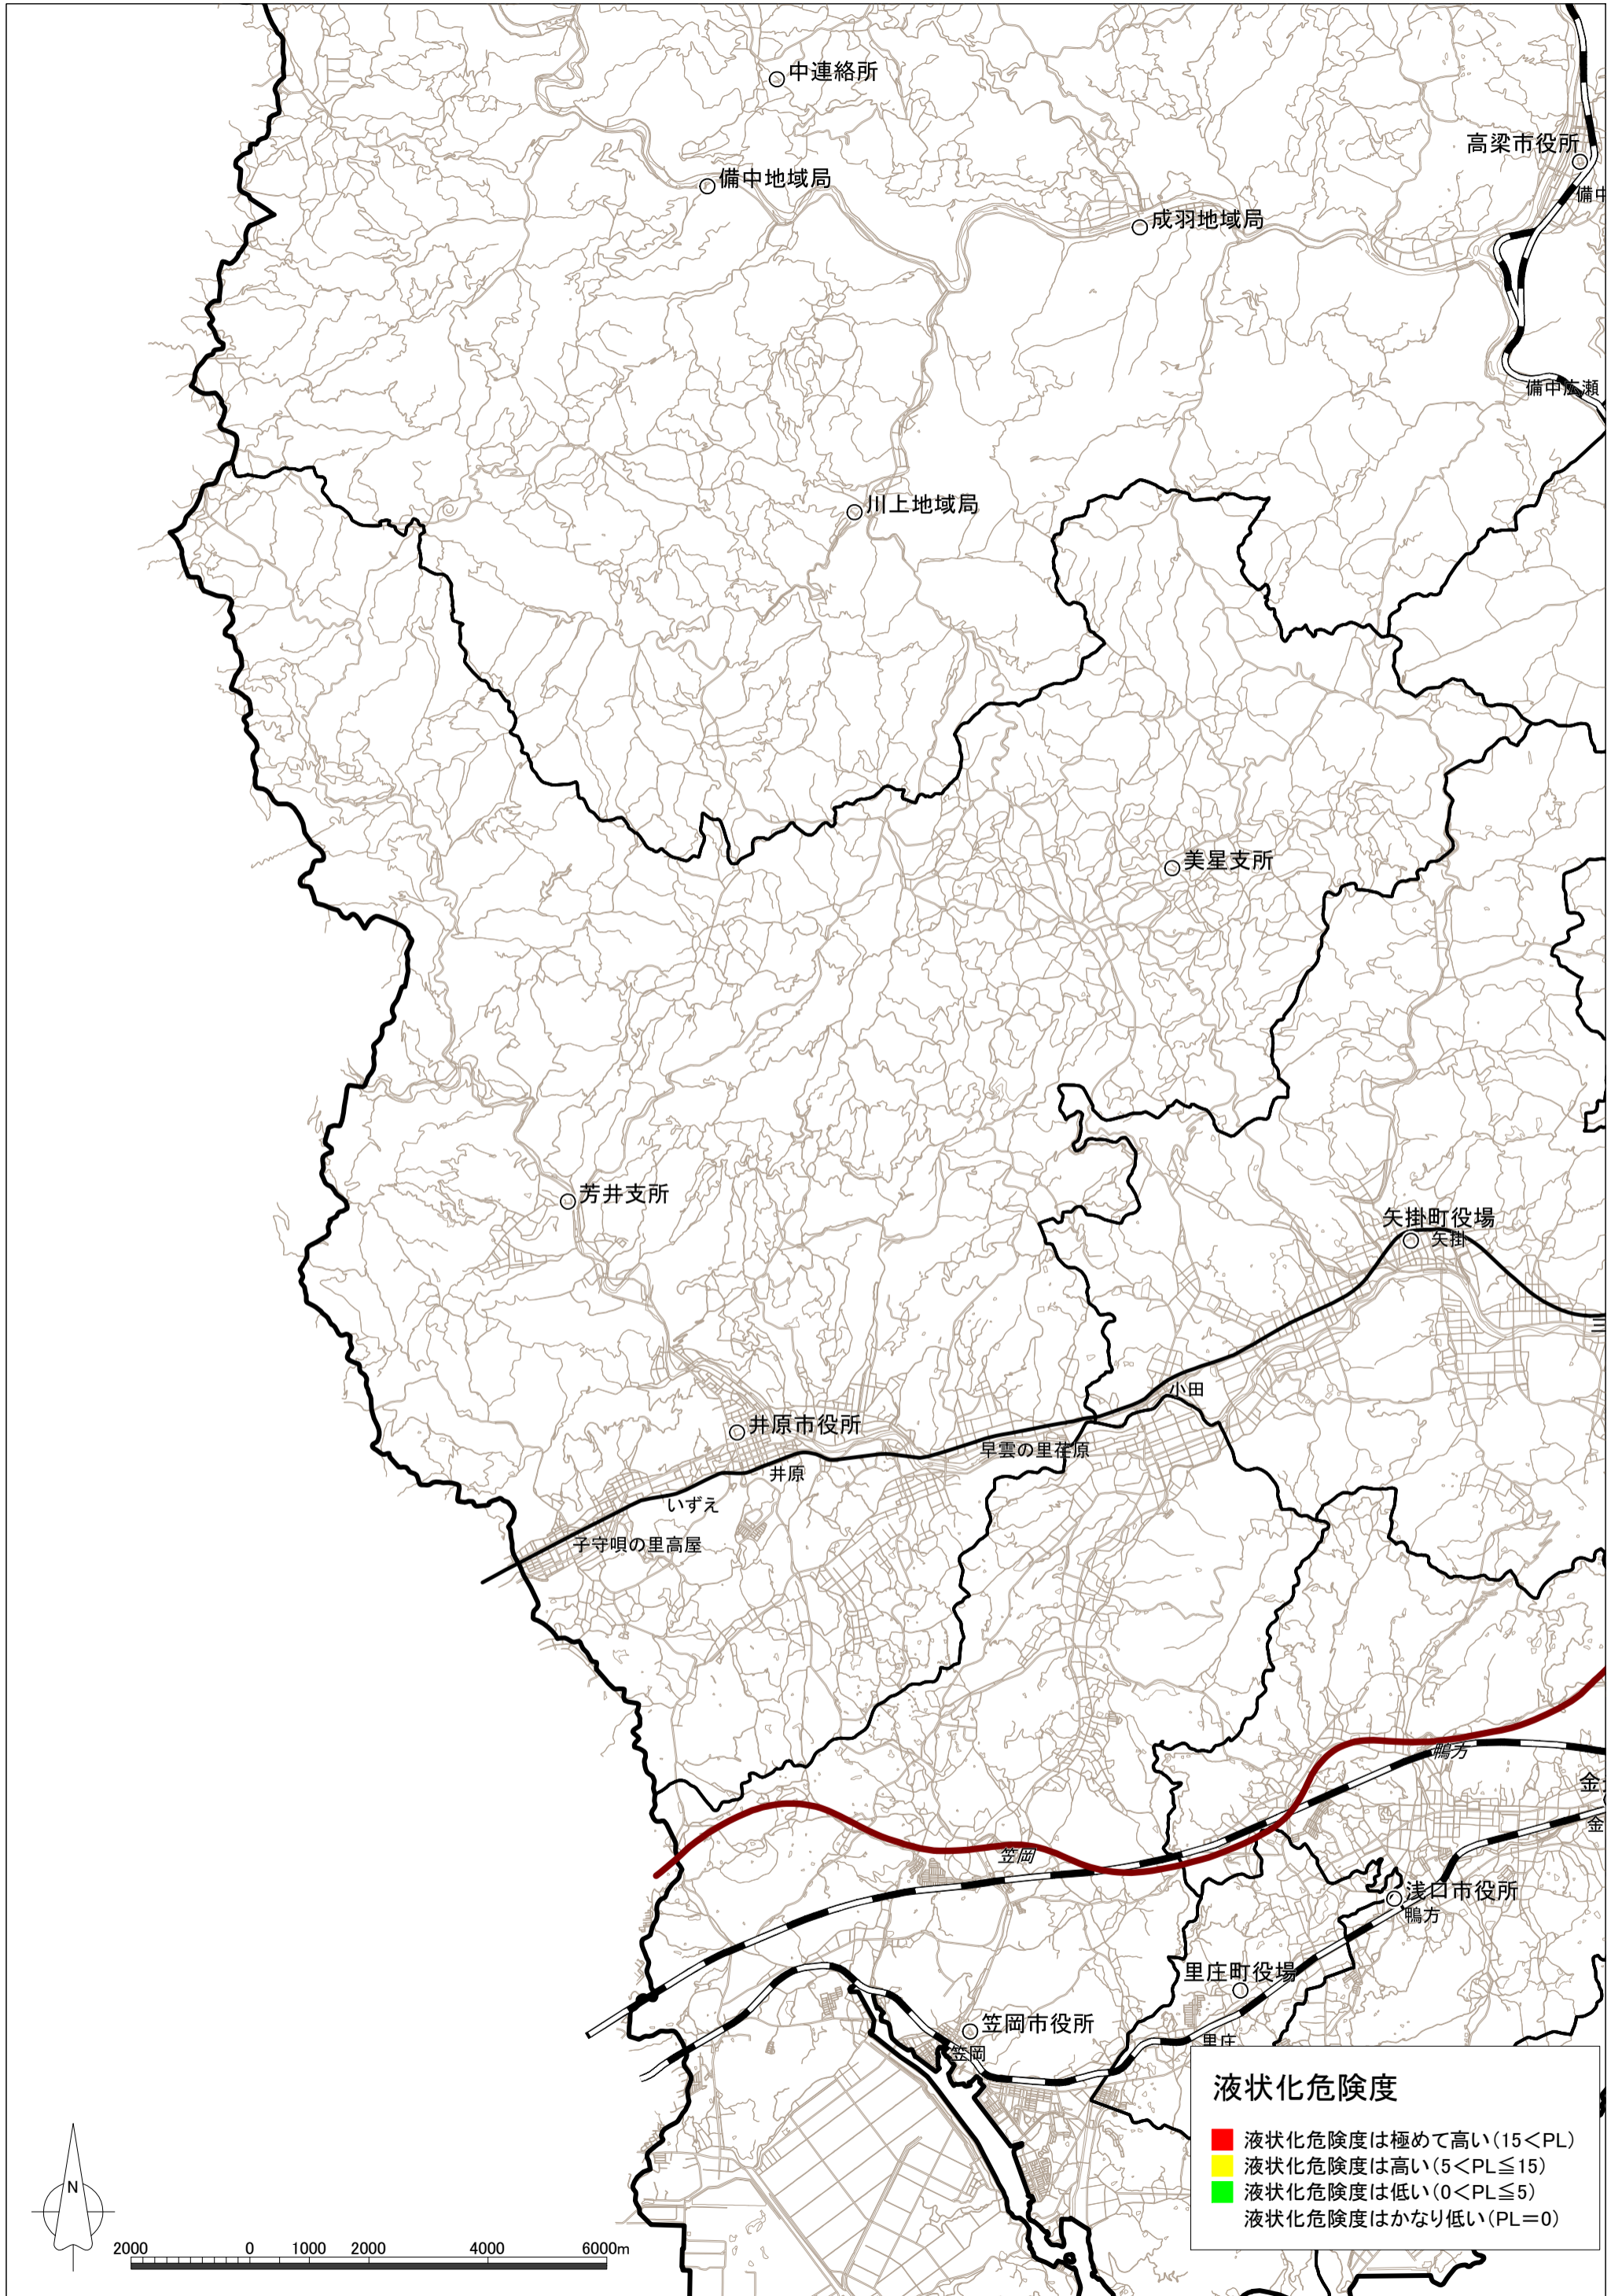 中連絡所
高梁市役所
備中地域局
備中
成羽地域局
備中広瀬
川上地域局
美星支所
芳井支所
矢掛町役場
矢掛
三
小田
井原市役所
早雲の里荏原
井原
いずえ
子守唄の里高屋
鴨方
金
金
笠岡
浅口市役所
鴨方
里庄町役場
笠岡市役所
里庄
笠岡
液状化危険度
液状化危険度は極めて高い(15<PL)
液状化危険度は高い(5<PL≦15)
液状化危険度は低い(0<PL≦5)
液状化危険度はかなり低い(PL=0)
N
2000 0 1000 2000 4000 6000m